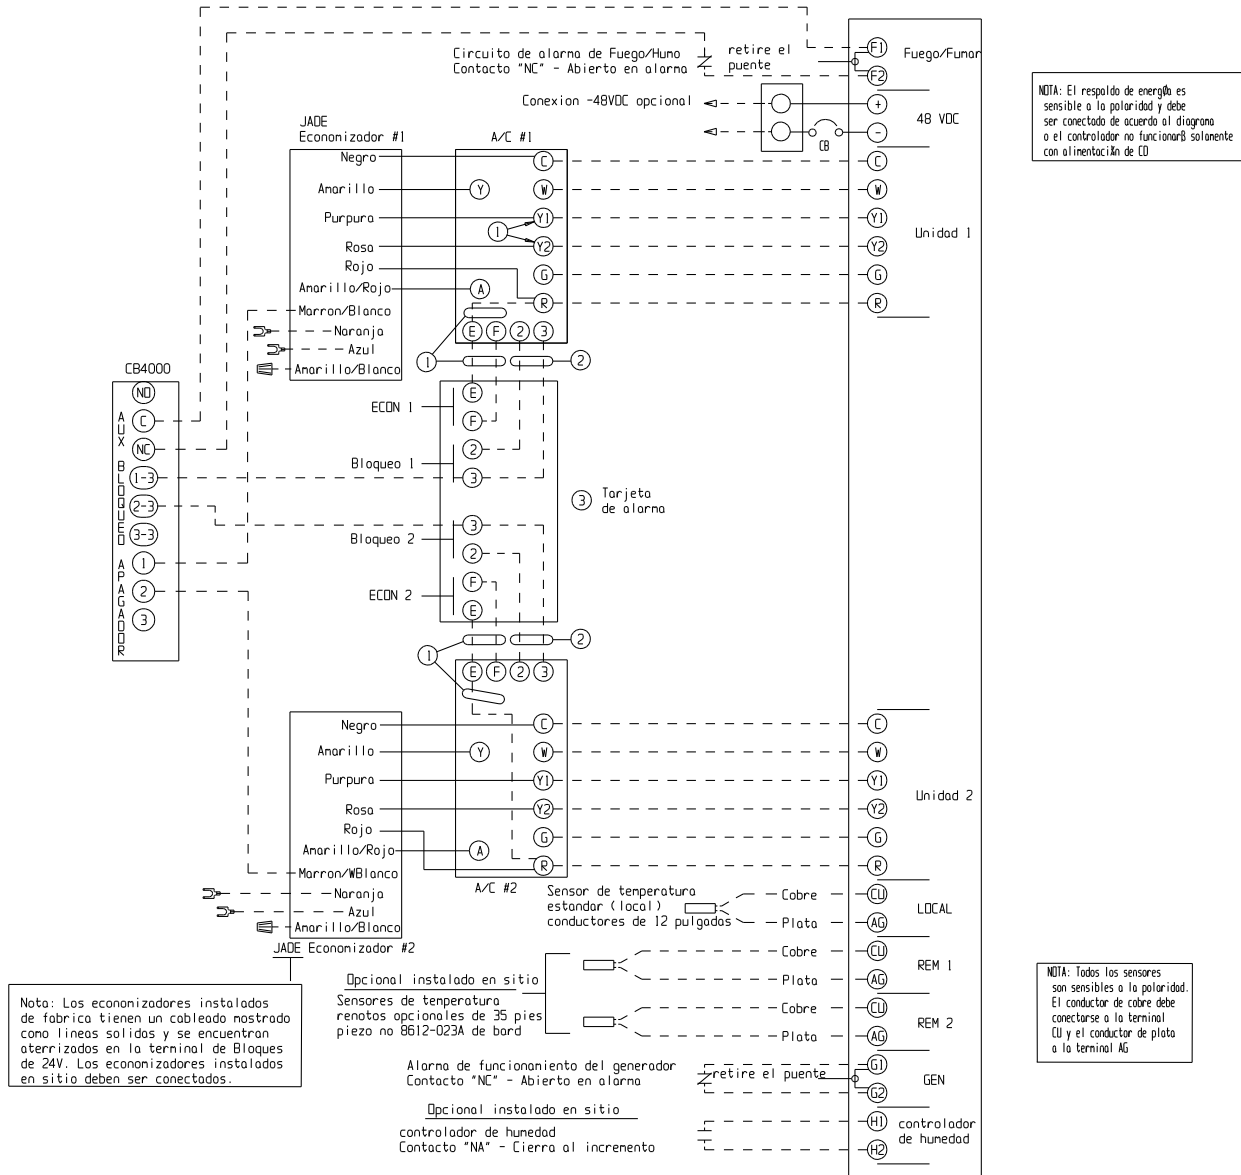 Circuito de alarma de Fuego/Humo
Contacto "NC" - Abierto en alarma
retire el
puente
F1
F2
Fuego/Fumar
Conexion -48VDC opcional
+
-
48 VDC
CB
NOTA: El respaldo de energØa es
sensible a la polaridad y debe
ser conectado de acuerdo al diagrama
o el controlador no funcionarß solamente
con alimentaciÄn de CD
JADE
Economizador #1
A/C #1
Negro
Amarillo
Purpura
Rosa
Rojo
Amarillo/Rojo
Marron/Blanco
Naranja
Azul
Amarillo/Blanco
Y
A
C
W
Y1
Y2
G
R
1
1
2
E F 2 3
C
W
Y1
Y2
G
R
Unidad 1
CB4000
NO
C
NC
1-3
2-3
3-3
1
2
3
AUX BLOQUEO APAGADOR
ECON 1
E
F
Bloqueo 1
2
3
3 Tarjeta
de alarma
Bloqueo 2
3
2
ECON 2
F
E
1
2
E F 2 3
Negro
Amarillo
Purpura
Rosa
Rojo
Amarillo/Rojo
Marron/WBlanco
Naranja
Azul
Amarillo/Blanco
Y
A
C
W
Y1
Y2
G
R
A/C #2
JADE Economizador #2
C
W
Y1
Y2
G
R
Unidad 2
Sensor de temperatura
estandar (local)
conductores de 12 pulgadas
Cobre
Plata
CU
AG
LOCAL
Opcional instalado en sitio
Sensores de temperatura
remotos opcionales de 35 pies
piezo no 8612-023A de bard
Cobre
Plata
CU
AG
REM 1
Cobre
Plata
CU
AG
REM 2
NOTA: Todos los sensores
son sensibles a la polaridad.
El conductor de cobre debe
conectarse a la terminal
CU y el conductor de plata
a la terminal AG
Nota: Los economizadores instalados
de fabrica tienen un cableado mostrado
como lineas solidas y se encuentran
aterrizados en la terminal de Bloques
de 24V. Los economizadores instalados
en sitio deben ser conectados.
Alarma de funcionamiento del generador
Contacto "NC" - Abierto en alarma
retire el puente
G1
G2
GEN
Opcional instalado en sitio
controlador de humedad
Contacto "NA" - Cierra al incremento
H1
H2
controlador
de humedad